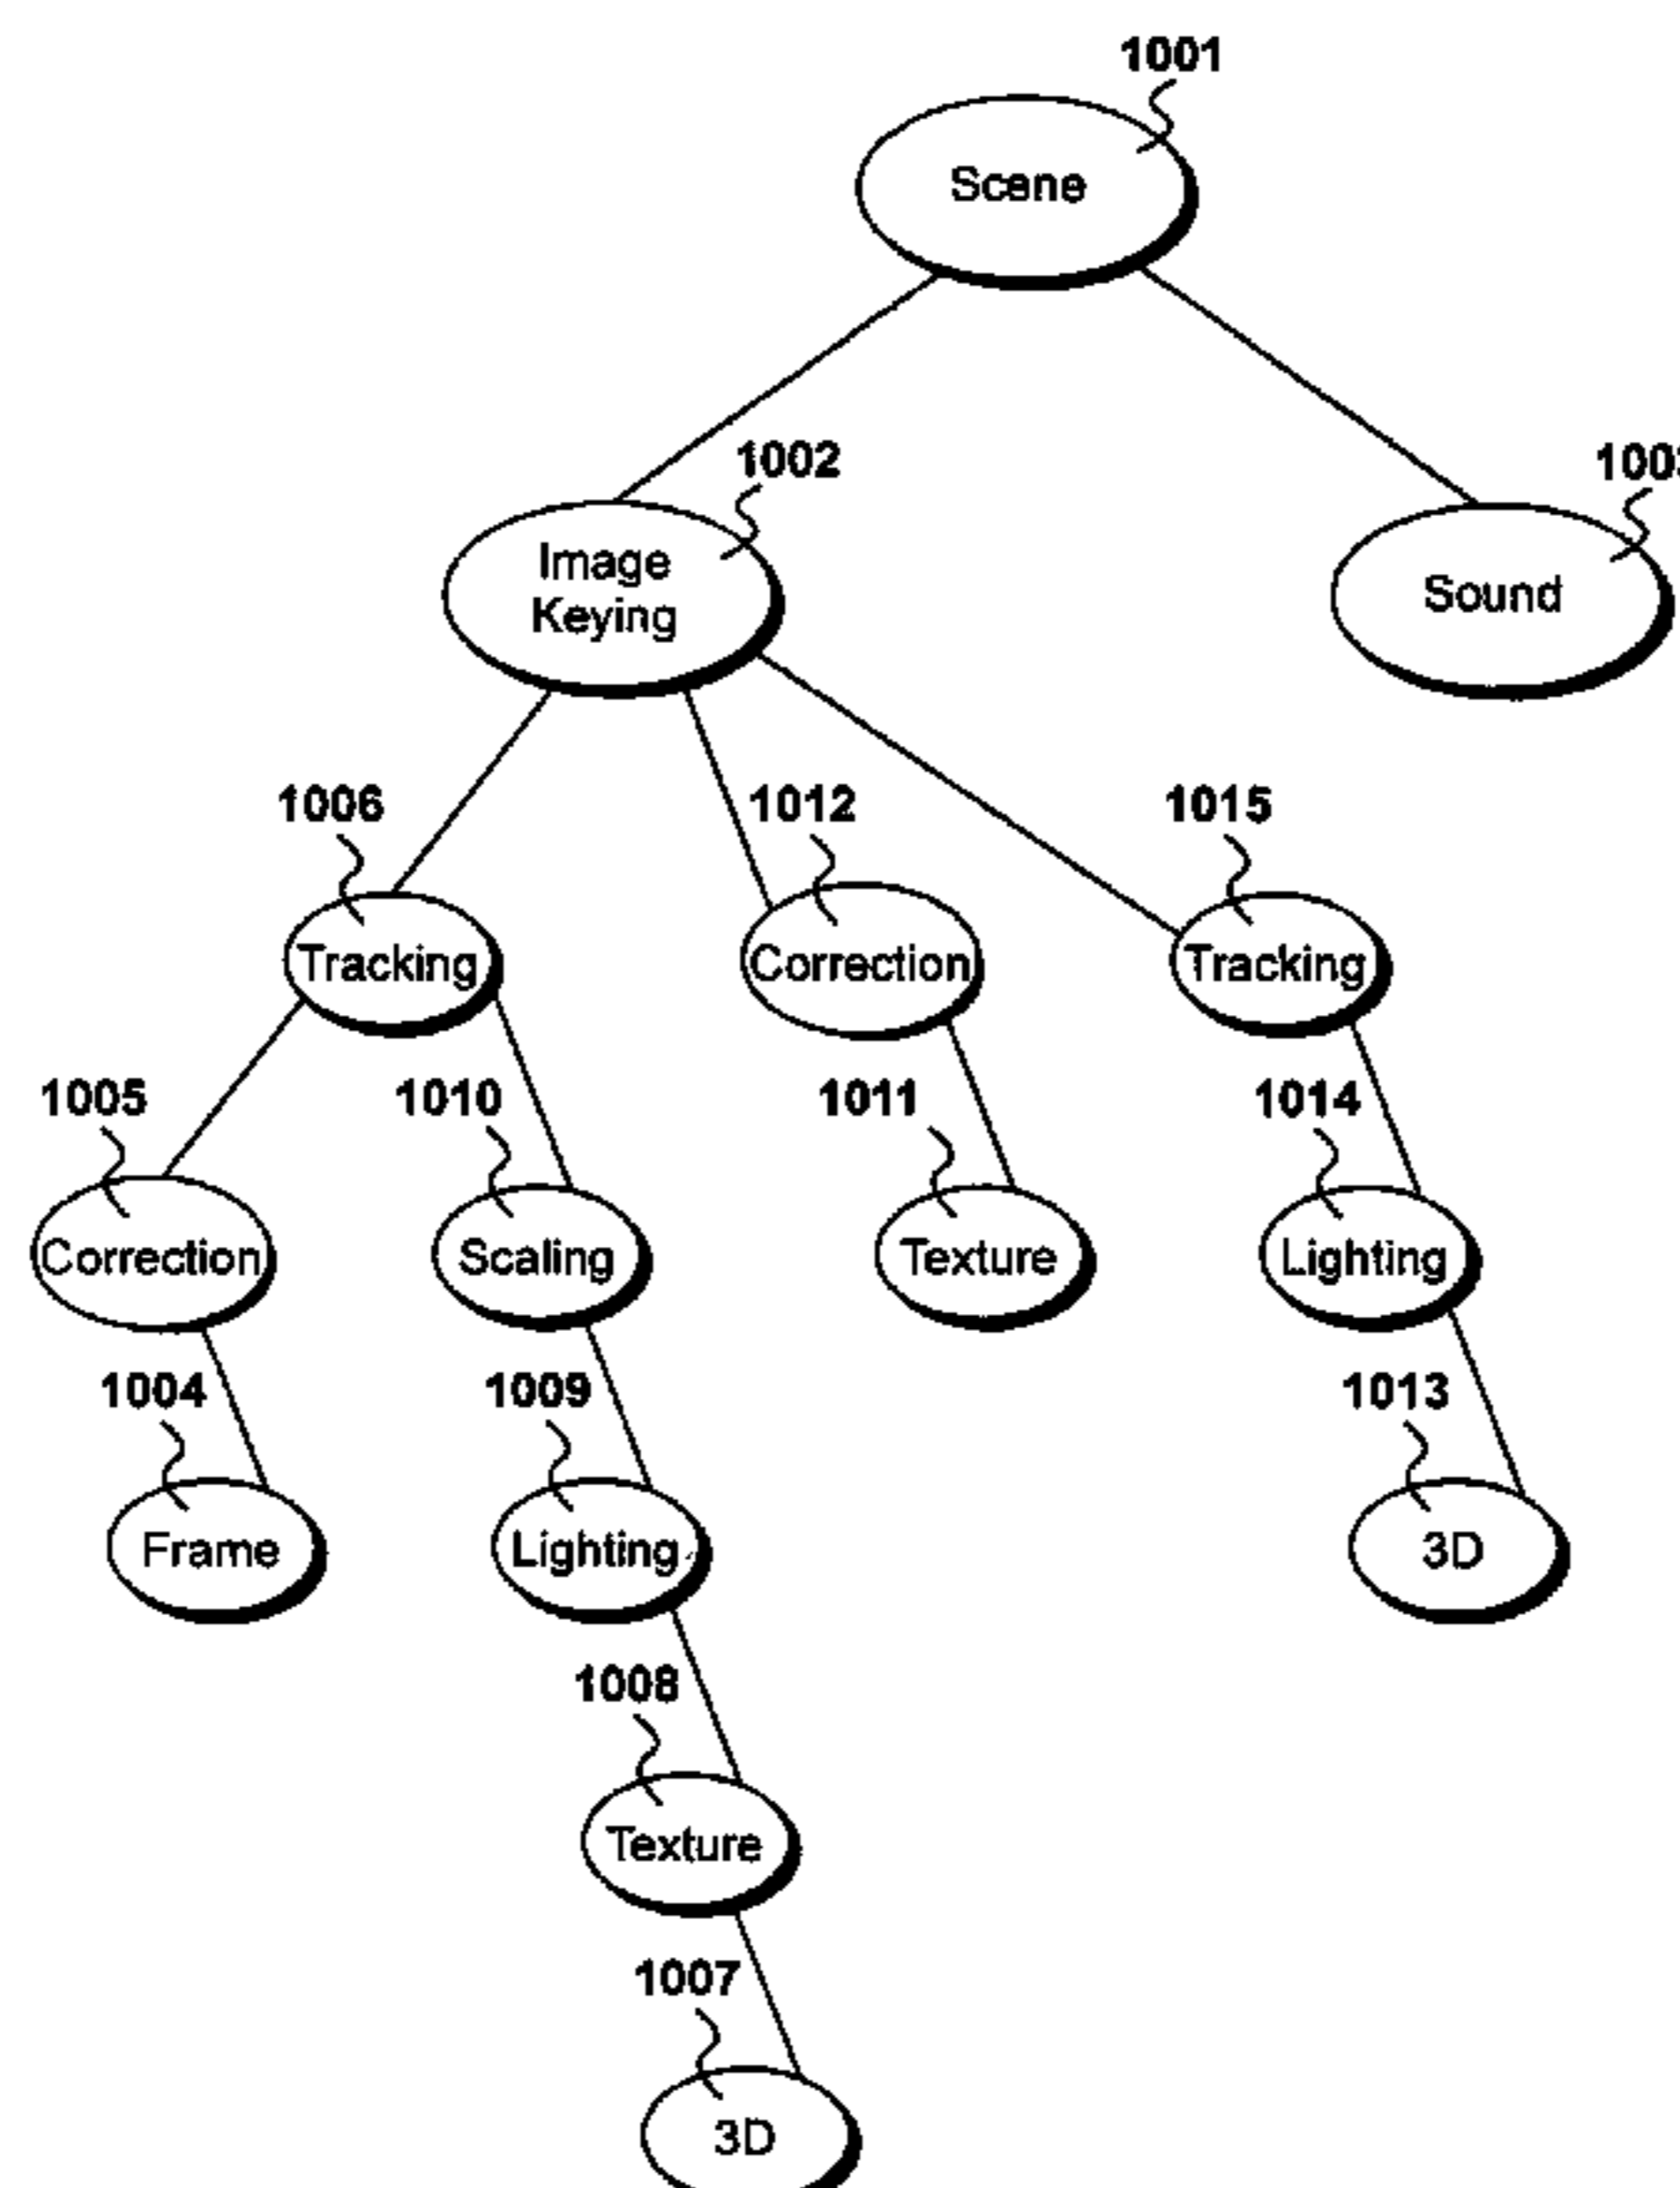 1001
Scene
1002
Image
Keying
Sound
1006
1012
1015
Tracking
Correction
Tracking
1005
1010
1011
1014
Correction
Scaling
Texture
Lighting
1004
1009
1013
Frame
Lighting
3D
1008
Texture
1007
3D